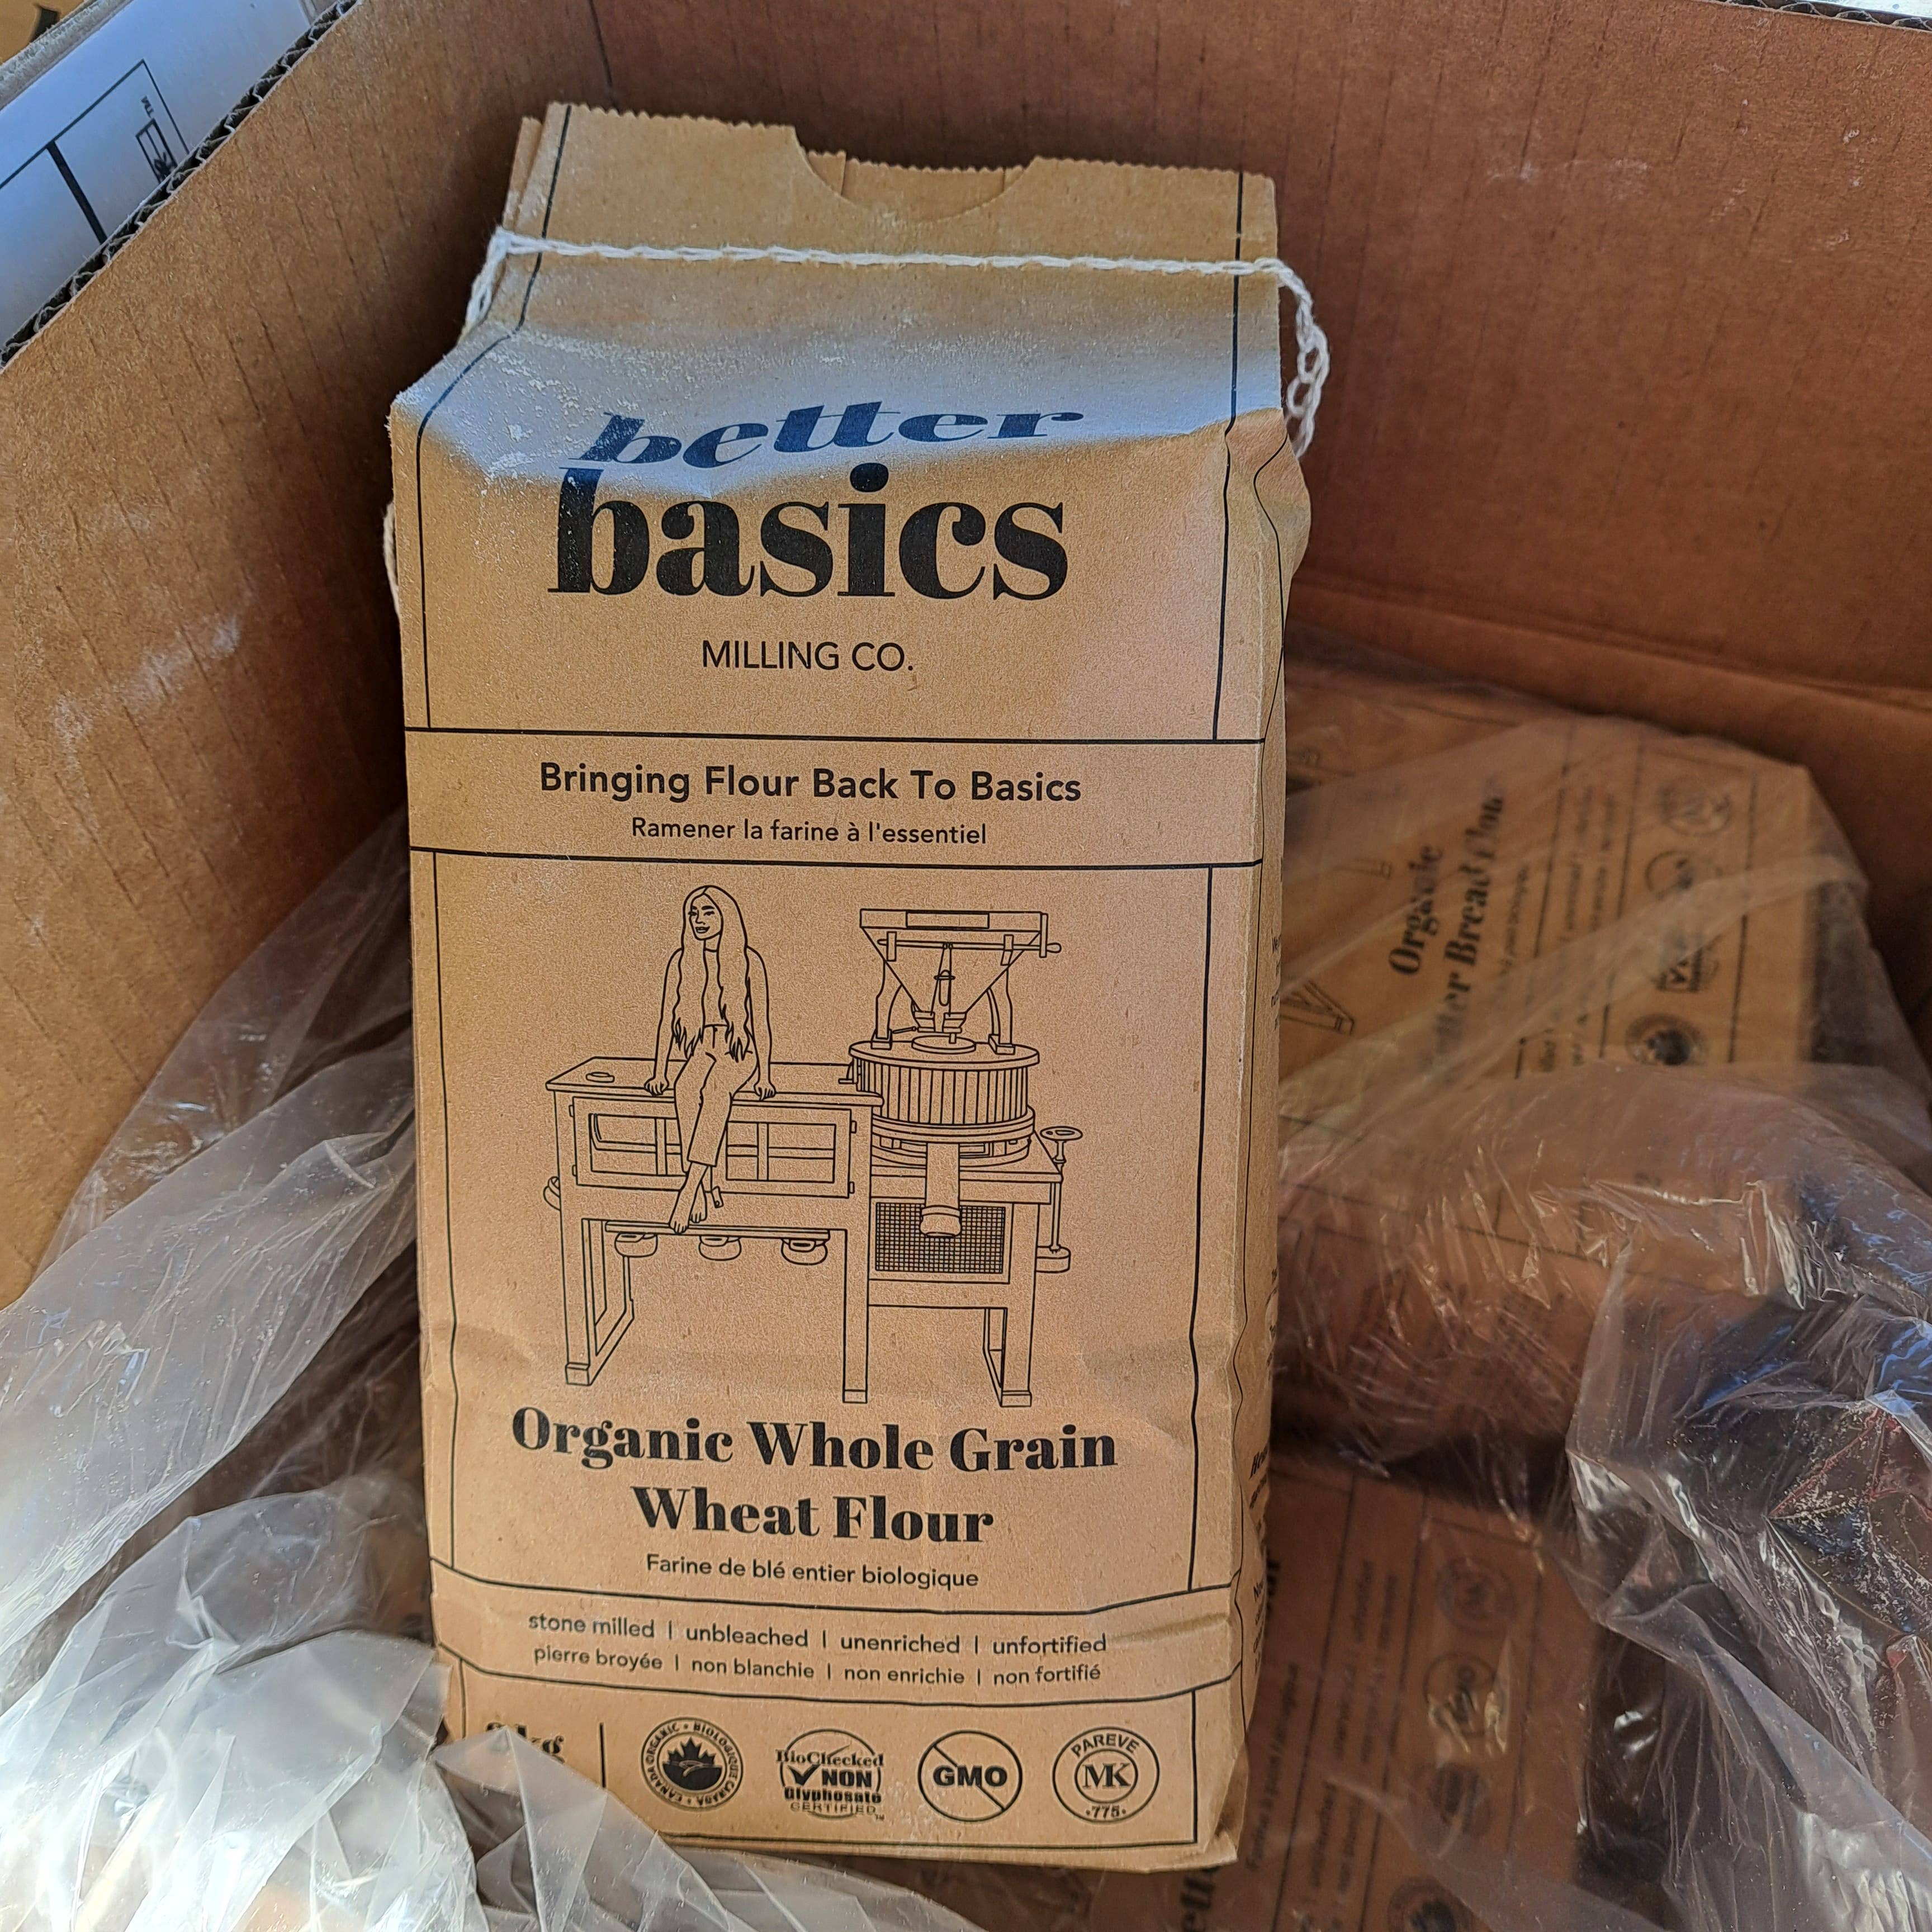 better
basics
MILLING CO.
Bringing Flour Back To Basics
Ramener la farine à l'essentiel
Organic Whole Grain
Wheat Flour
Farine de blé entier biologique
stone milled | unbleached | unenriched | unfortified
pierre broyée | non blanchie | non enrichie | non fortifié
CANADA ORGANIC • BIOLOGIQUE CANADA
BioChecked
NON
Glyphosate
CERTIFIED™
GMO
PAREVE
MK
•775•
Organic
Bread